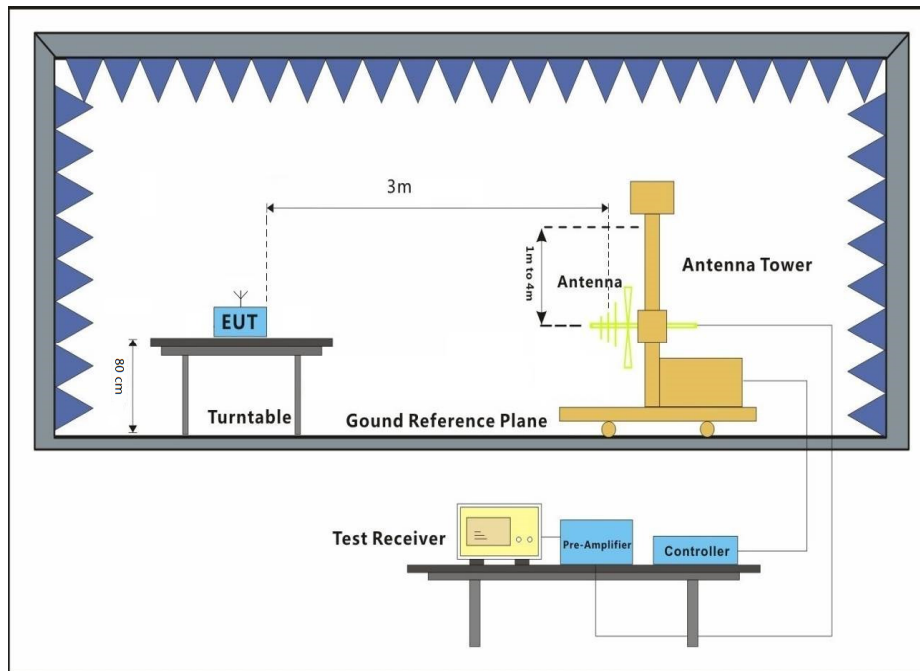 3m
1m to 4m
Antenna
Antenna Tower
EUT
80 cm
Turntable
Gound Reference Plane
Test Receiver
Pre-Amplifier
Controller